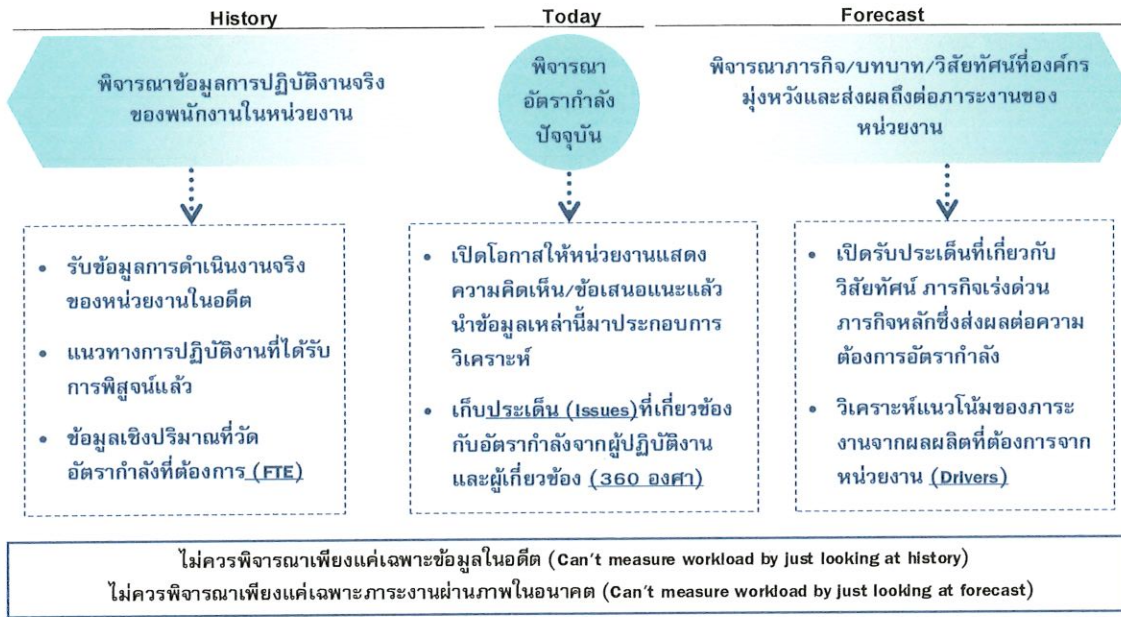 History
Today
Forecast
พิจารณาข้อมูลการปฏิบัติงานจริง
ของพนักงานในหน่วยงาน
พิจารณา
อัตรากำลัง
ปัจจุบัน
พิจารณาภารกิจ/บทบาท/วิสัยทัศน์ที่องค์กร
มุ่งหวังและส่งผลถึงต่อภาระงานของ
หน่วยงาน
• รับข้อมูลการดำเนินงานจริง
ของหน่วยงานในอดีต
• แนวทางการปฏิบัติงานที่ได้รับ
การพิสูจน์แล้ว
• ข้อมูลเชิงปริมาณที่วัด
อัตรากำลังที่ต้องการ (FTE)
• เปิดโอกาสให้หน่วยงานแสดง
ความคิดเห็น/ข้อเสนอแนะแล้ว
นำข้อมูลเหล่านี้มาประกอบการ
วิเคราะห์
• เก็บประเด็น (Issues)ที่เกี่ยวข้อง
กับอัตรากำลังจากผู้ปฏิบัติงาน
และผู้เกี่ยวข้อง (360 องศา)
• เปิดรับประเด็นที่เกี่ยวกับ
วิสัยทัศน์ ภารกิจเร่งด่วน
ภารกิจหลักซึ่งส่งผลต่อความ
ต้องการอัตรากำลัง
• วิเคราะห์แนวโน้มของภาระ
งานจากผลผลิตที่ต้องการจาก
หน่วยงาน (Drivers)
ไม่ควรพิจารณาเพียงแค่เฉพาะข้อมูลในอดีต (Can't measure workload by just looking at history)
ไม่ควรพิจารณาเพียงแค่เฉพาะภาระงานผ่านภาพในอนาคต (Can't measure workload by just looking at forecast)